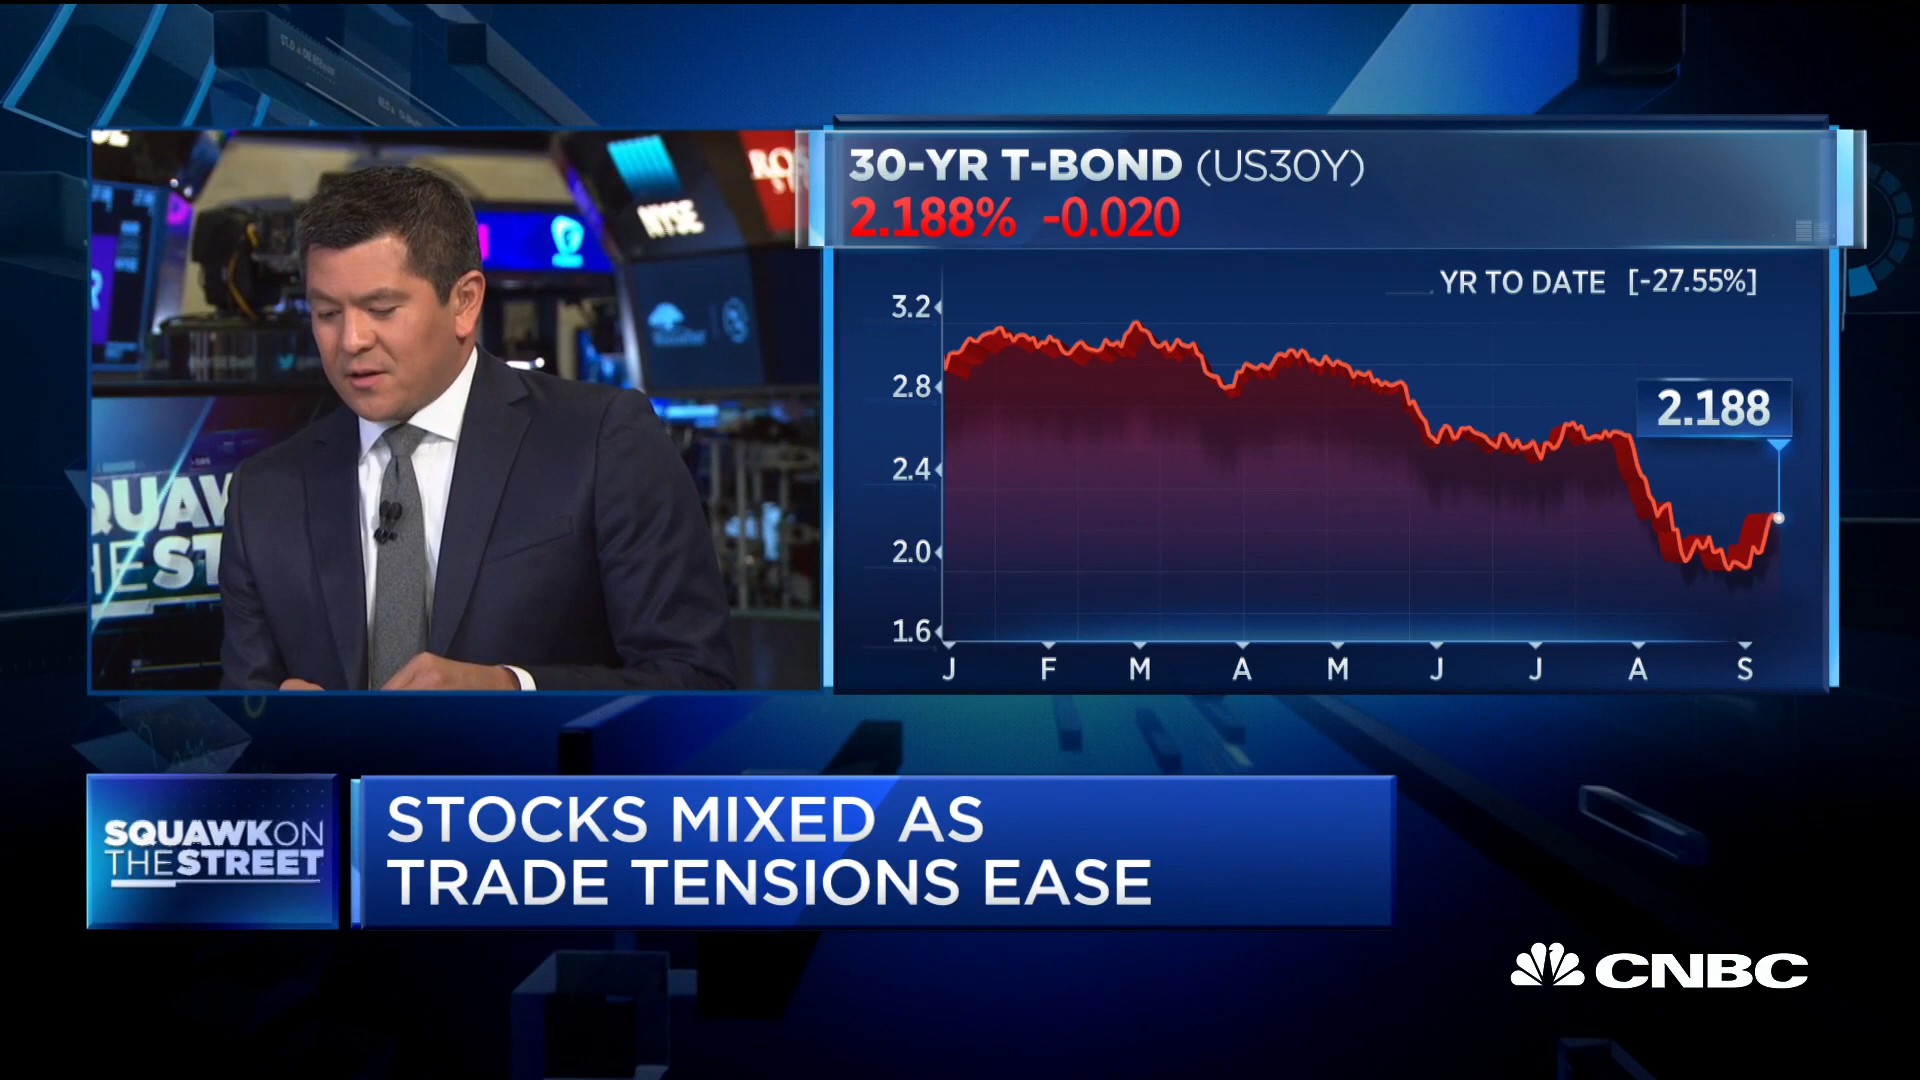 30-YR T-BOND (US30Y)
2.188% -0.020
YR TO DATE [-27.55%]
3.2
2.8
2.4
2.0
1.6
2.188
J F M A M J J A S
NYSE
SQUAWK ON
THE STREET
STOCKS MIXED AS
TRADE TENSIONS EASE
CNBC